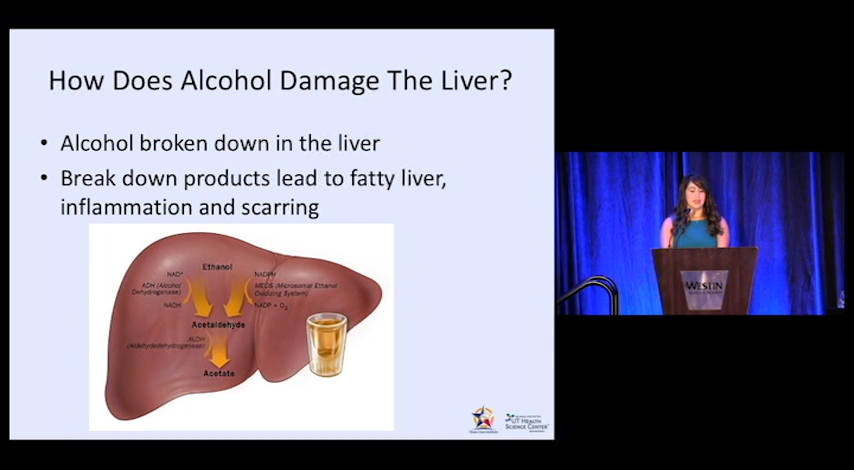 How Does Alcohol Damage The Liver?
• Alcohol broken down in the liver
• Break down products lead to fatty liver,
inflammation and scarring
Ethanol
NAD⁺
ADH (Alcohol
Dehydrogenase)
NADH
NADPH
MEOS (Microsomal Ethanol
Oxidizing System)
NADP + O₂
Acetaldehyde
ALDH
(Aldehydedehydrogenase)
Acetate
UT HEALTH
SCIENCE CENTER
WESTIN